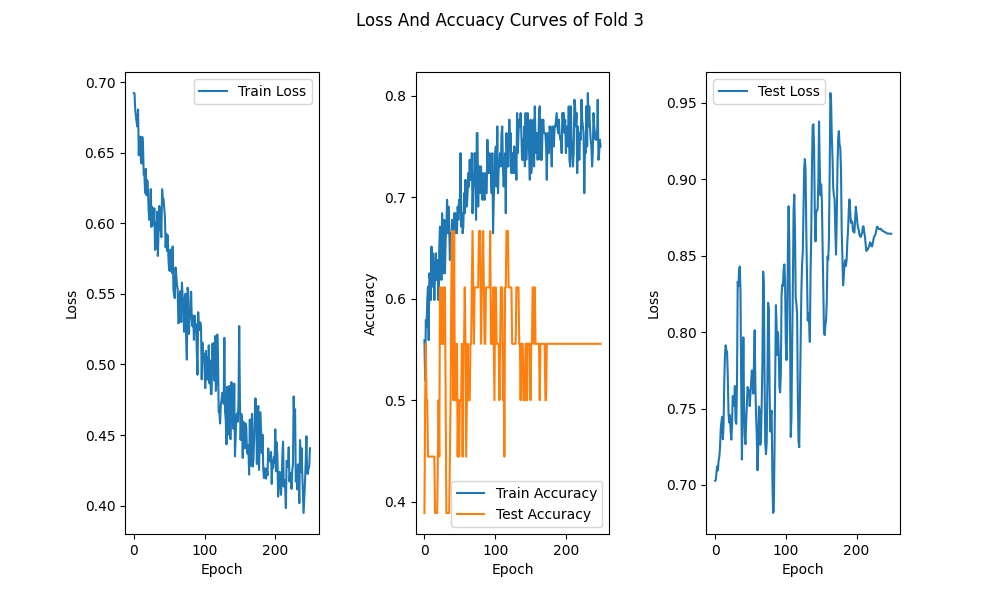 Loss And Accuacy Curves of Fold 3
Train Loss
0.70
0.65
0.60
0.55
0.50
0.45
0.40
Loss
0 100 200
Epoch
0.8
0.7
0.6
0.5
0.4
Accuracy
Train Accuracy
Test Accuracy
0 100 200
Epoch
Test Loss
0.95
0.90
0.85
0.80
0.75
0.70
Loss
0 100 200
Epoch